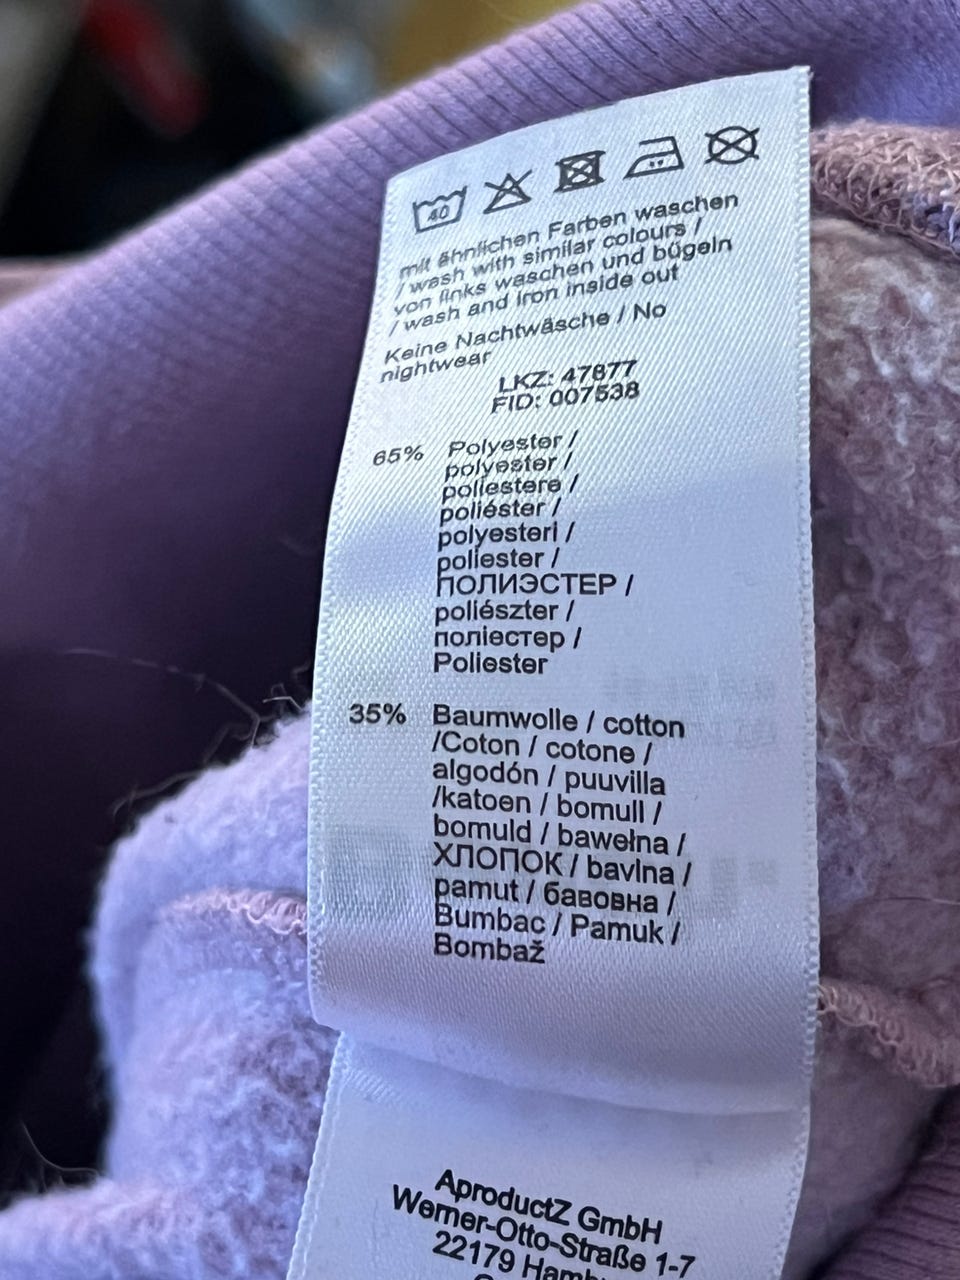 40
mit ähnlichen Farben waschen
/ wash with similar colours /
von links waschen und bügeln
/ wash and iron inside out
Keine Nachtwäsche / No
nightwear
LKZ: 47877
FID: 007538
65% Polyester /
polyester /
poliestere /
poliéster /
polyesteri /
poliester /
ПОЛИЭСТЕР /
poliészter /
поліестер /
Poliester
35% Baumwolle / cotton
/Coton / cotone /
algodón / puuvilla
/katoen / bomull /
bomuld / bawełna /
ХЛОПОК / bavlna /
pamut / бавовна /
Bumbac / Pamuk /
Bombaž
AproductZ GmbH
Werner-Otto-Straße 1-7
22179